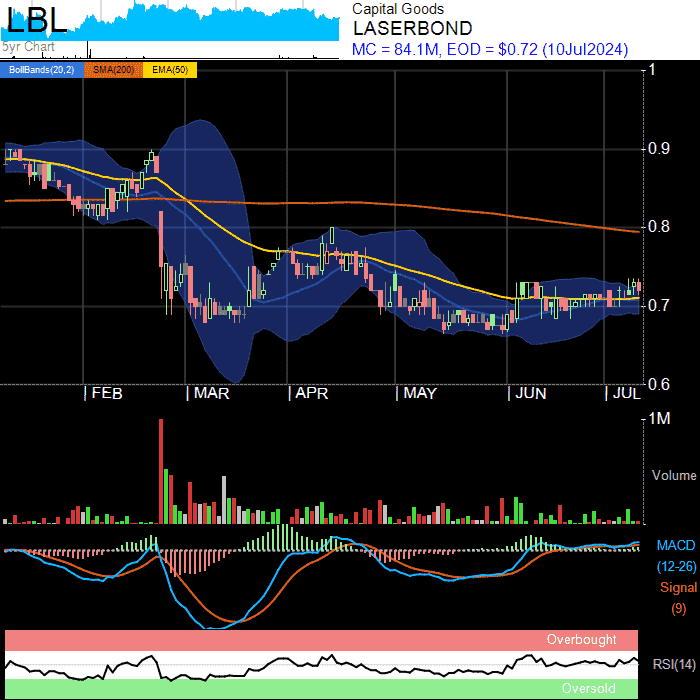 LBL
5yr Chart
Capital Goods
LASERBOND
MC = 84.1M, EOD = $0.72 (10Jul2024)
BollBands(20,2) SMA(200) EMA(50)
1
0.9
0.8
0.7
0.6
FEB MAR APR MAY JUN JUL
1M
Volume
MACD
(12-26)
Signal
(9)
Overbought
RSI(14)
Oversold